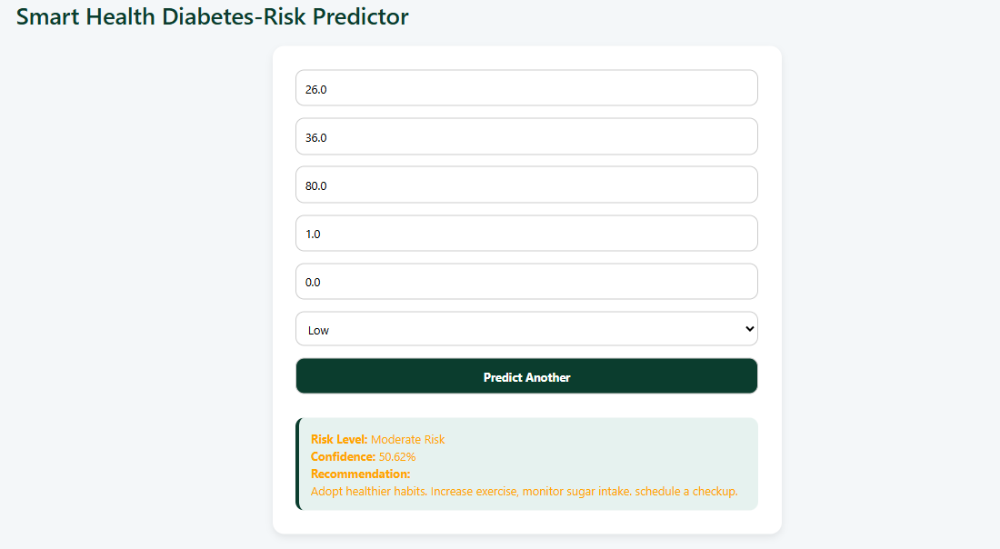 Smart Health Diabetes-Risk Predictor
26.0
36.0
80.0
1.0
0.0
Low
Predict Another
Risk Level: Moderate Risk
Confidence: 50.62%
Recommendation:
Adopt healthier habits. Increase exercise, monitor sugar intake. schedule a checkup.